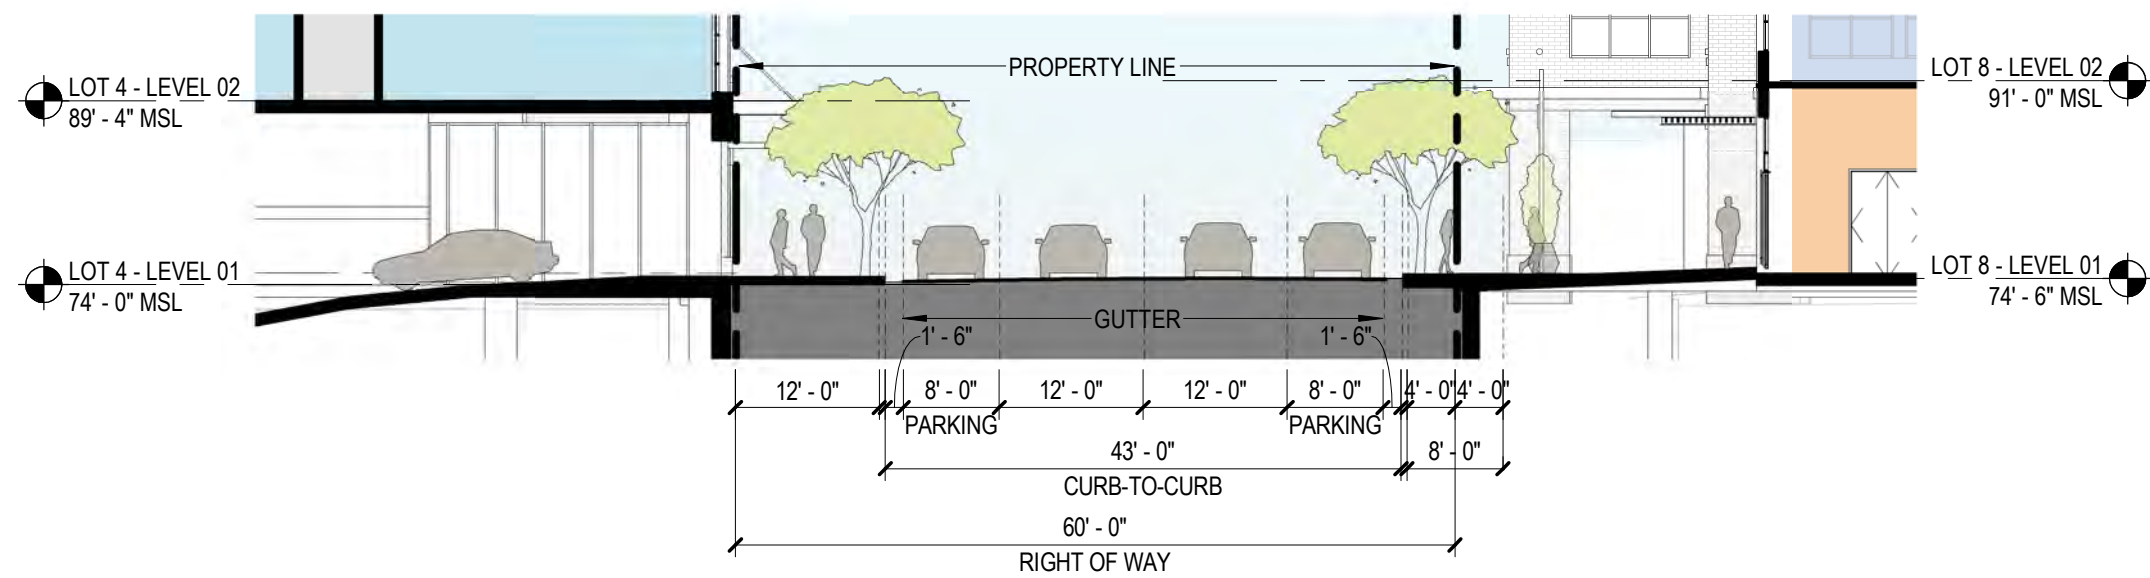 PROPERTY LINE
LOT 4 - LEVEL 02
89' - 4" MSL
LOT 8 - LEVEL 02
91' - 0" MSL
LOT 4 - LEVEL 01
74' - 0" MSL
LOT 8 - LEVEL 01
74' - 6" MSL
GUTTER
1' - 6" 1' - 6"
12' - 0" 8' - 0" 12' - 0" 12' - 0" 8' - 0" 4' - 0" 4' - 0"
PARKING PARKING
43' - 0" 8' - 0"
CURB-TO-CURB
60' - 0"
RIGHT OF WAY